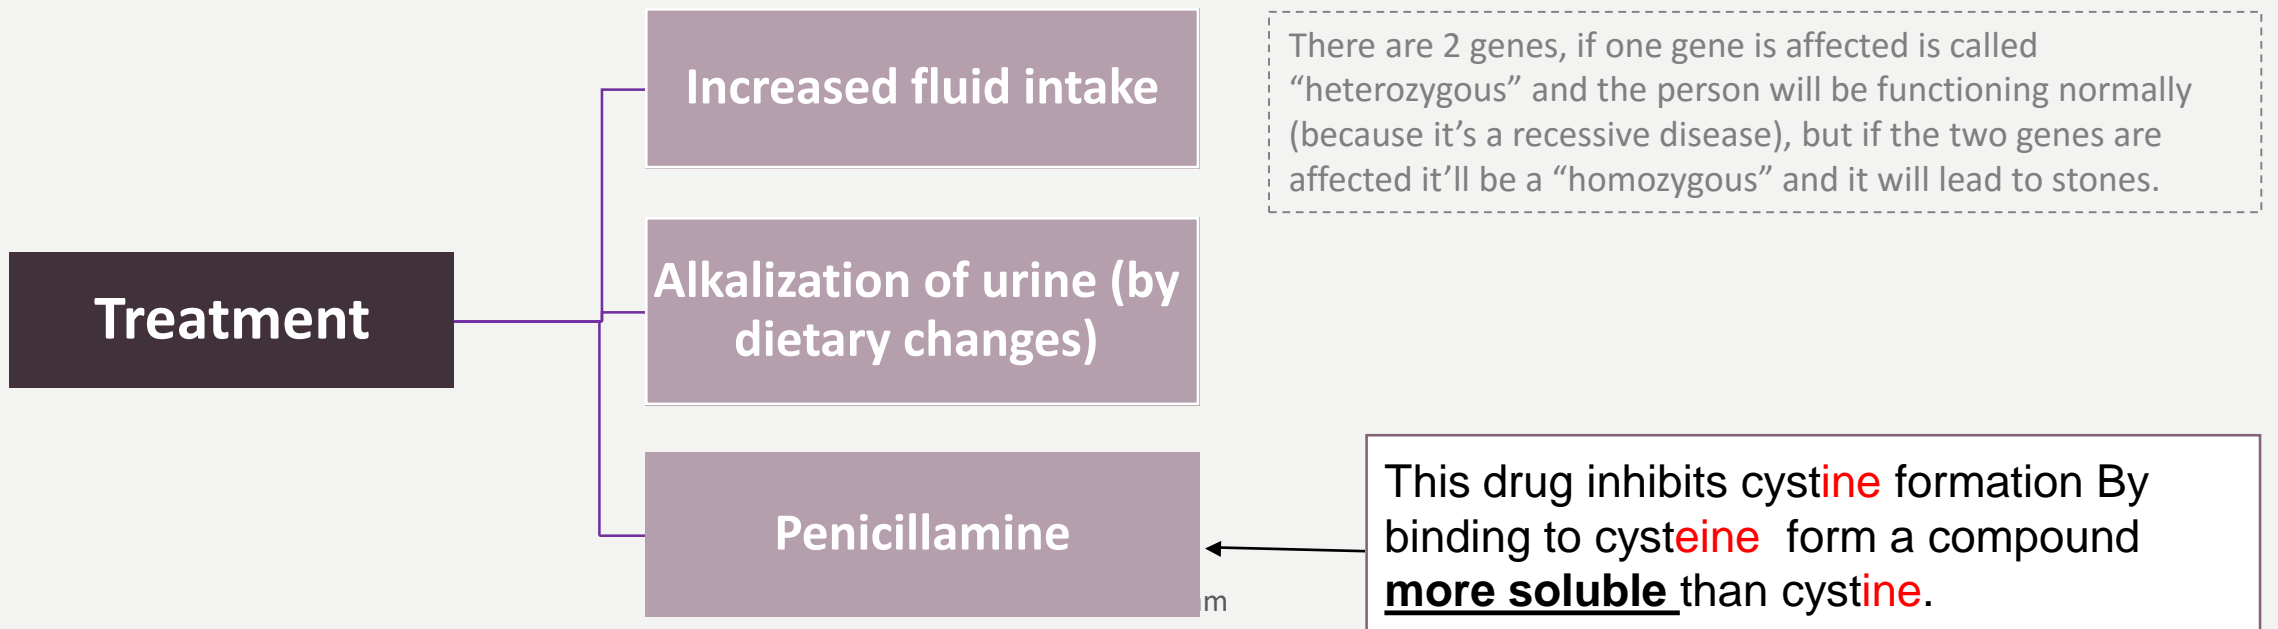 Increased fluid intake
There are 2 genes, if one gene is affected is called
“heterozygous” and the person will be functioning normally
(because it’s a recessive disease), but if the two genes are
affected it’ll be a “homozygous” and it will lead to stones.
Treatment
Alkalization of urine (by
dietary changes)
Penicillamine
This drug inhibits cystine formation By
binding to cysteine form a compound
more soluble than cystine.